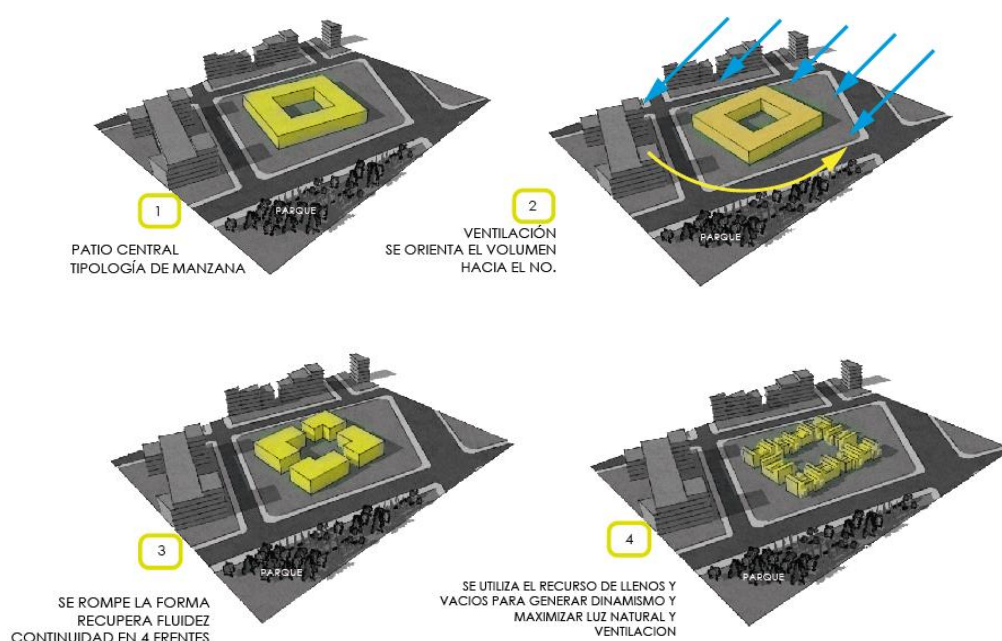 1
PARQUE
PATIO CENTRAL
TIPOLOGÍA DE MANZANA
2
PARQUE
VENTILACIÓN
SE ORIENTA EL VOLUMEN
HACIA EL NO.
3
PARQUE
SE ROMPE LA FORMA
RECUPERA FLUIDEZ
CONTINUIDAD EN 4 FRENTES
4
PARQUE
SE UTILIZA EL RECURSO DE LLENOS Y
VACIOS PARA GENERAR DINAMISMO Y
MAXIMIZAR LUZ NATURAL Y
VENTILACION